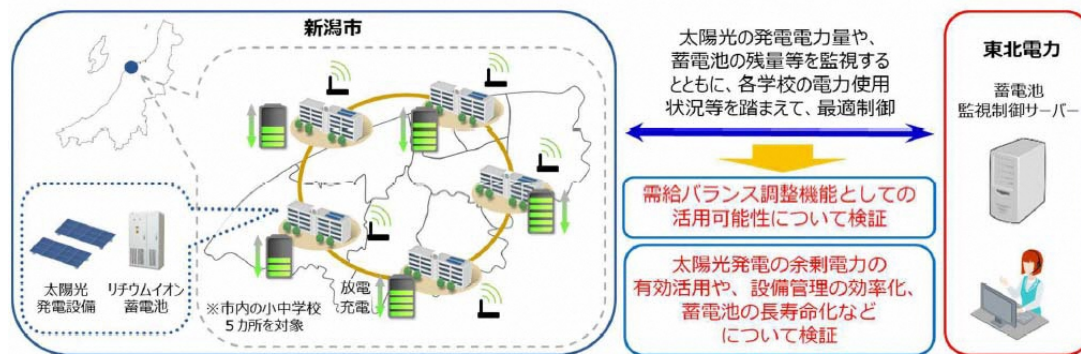 新潟市
太陽光
発電設備
リチウムイオン
蓄電池
放電
充電
※市内の小中学校
５カ所を対象
太陽光の発電電力量や、
蓄電池の残量等を監視する
とともに、各学校の電力使用
状況等を踏まえて、最適制御
需給バランス調整機能としての
活用可能性について検証
太陽光発電の余剰電力の
有効活用や、設備管理の効率化、
蓄電池の長寿命化など
について検証
東北電力
蓄電池
監視制御サーバー